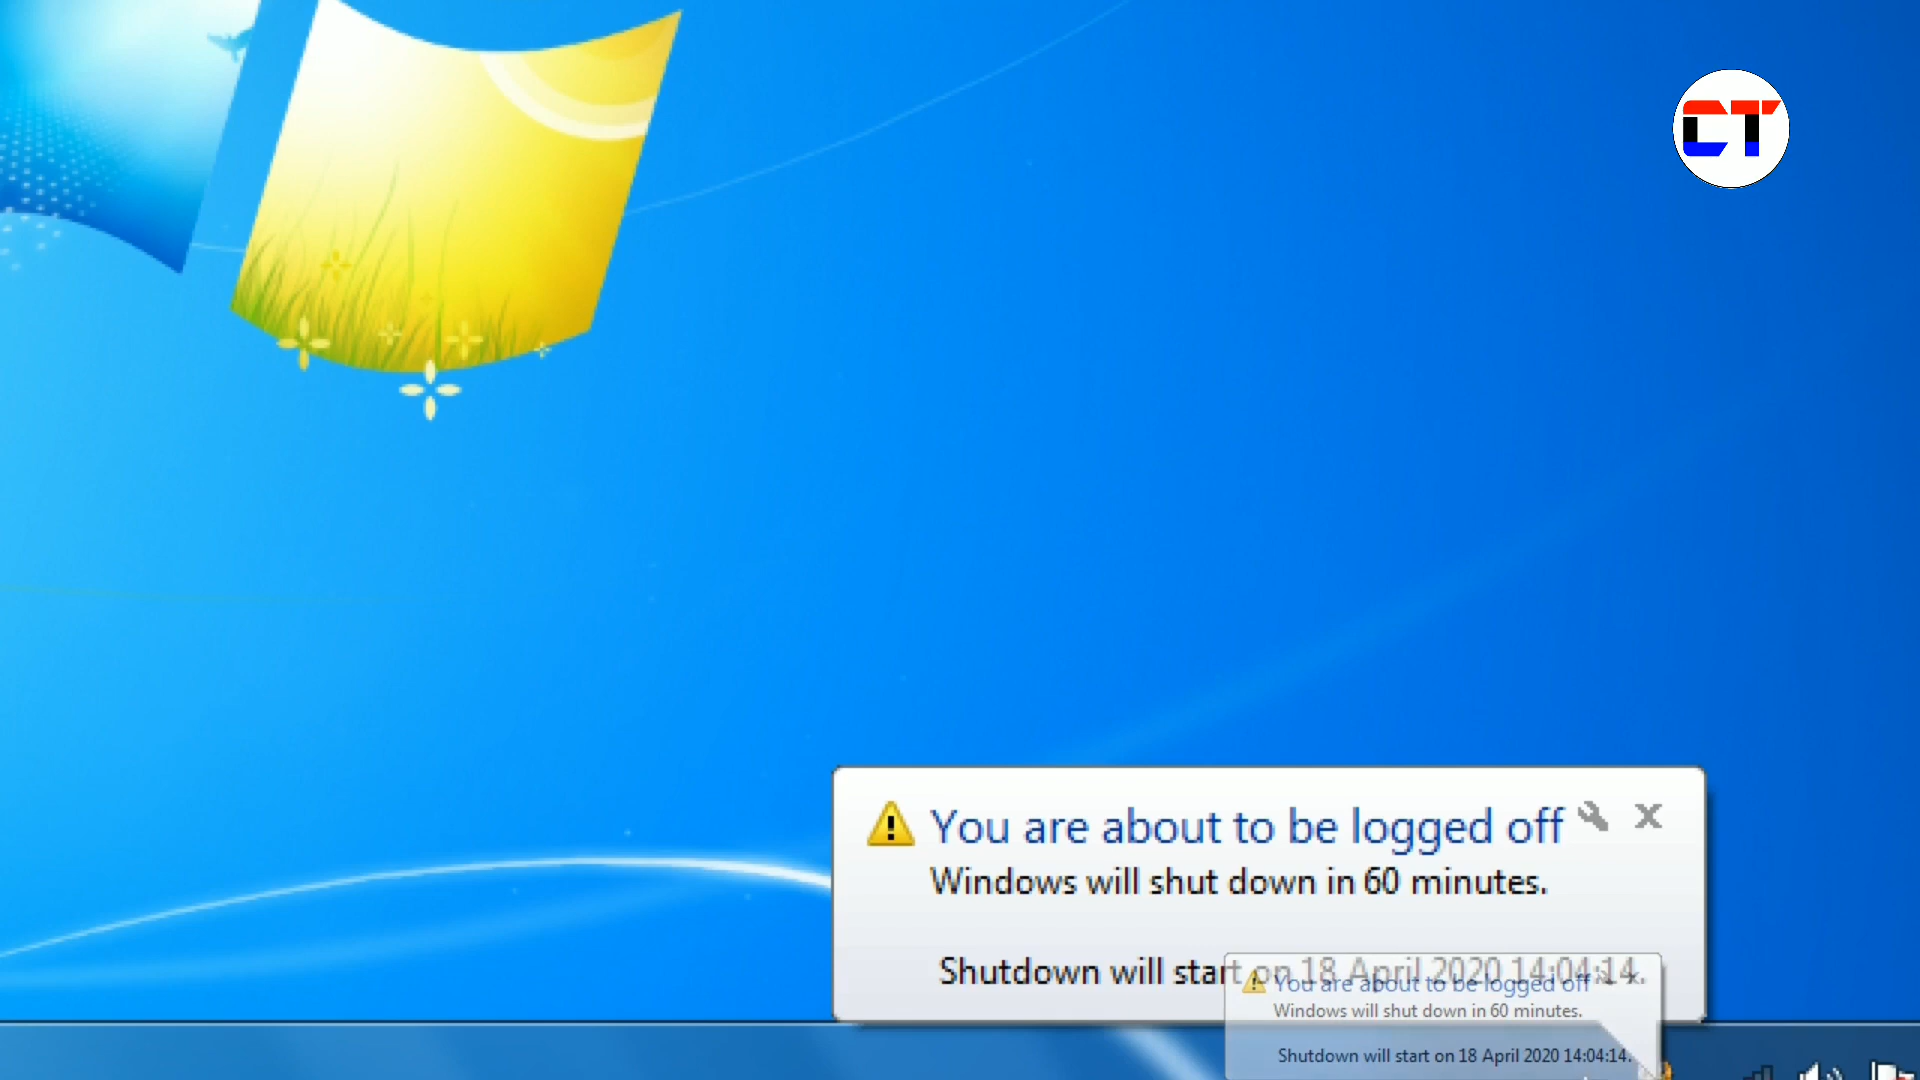 CT
You are about to be logged off
Windows will shut down in 60 minutes.
Shutdown will start on 18 April 2020 14:04:14.
You are about to be logged off
Windows will shut down in 60 minutes.
Shutdown will start on 18 April 2020 14:04:14.